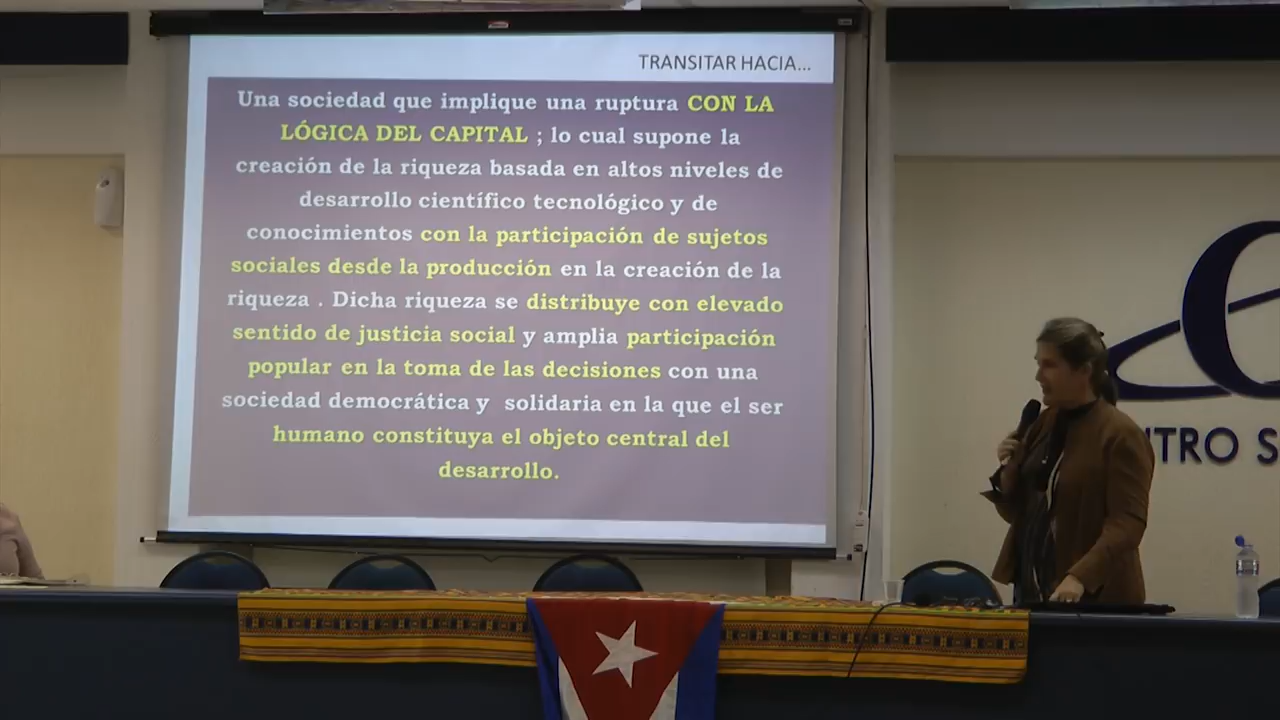 TRANSITAR HACIA...
Una sociedad que implique una ruptura CON LA
LÓGICA DEL CAPITAL ; lo cual supone la
creación de la riqueza basada en altos niveles de
desarrollo científico tecnológico y de
conocimientos con la participación de sujetos
sociales desde la producción en la creación de la
riqueza . Dicha riqueza se distribuye con elevado
sentido de justicia social y amplia participación
popular en la toma de las decisiones con una
sociedad democrática y solidaria en la que el ser
humano constituya el objeto central del
desarrollo.
NTRO S